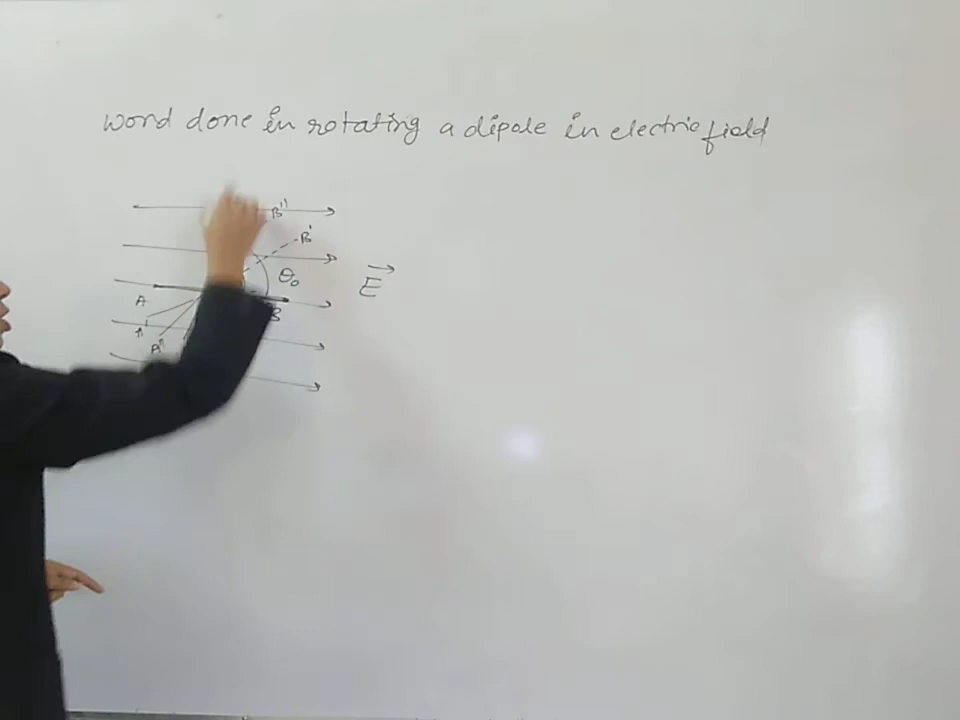 word done in rotating a dipole in electric field
B''
B'
θ₀
E⃗
A
B
A'
A''